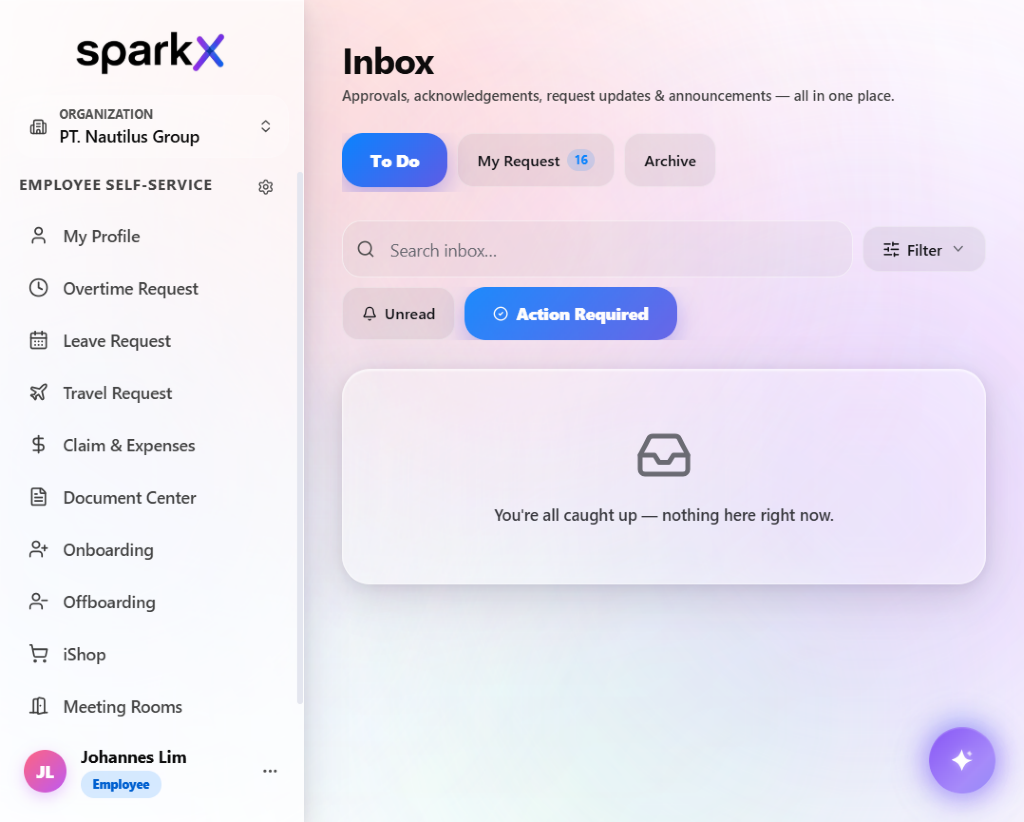 sparkX
ORGANIZATION
PT. Nautilus Group
EMPLOYEE SELF-SERVICE
My Profile
Overtime Request
Leave Request
Travel Request
Claim & Expenses
Document Center
Onboarding
Offboarding
iShop
Meeting Rooms
JL
Johannes Lim
Employee
Inbox
Approvals, acknowledgements, request updates & announcements — all in one place.
To Do
My Request 16
Archive
Search inbox...
Filter
Unread
Action Required
You're all caught up — nothing here right now.